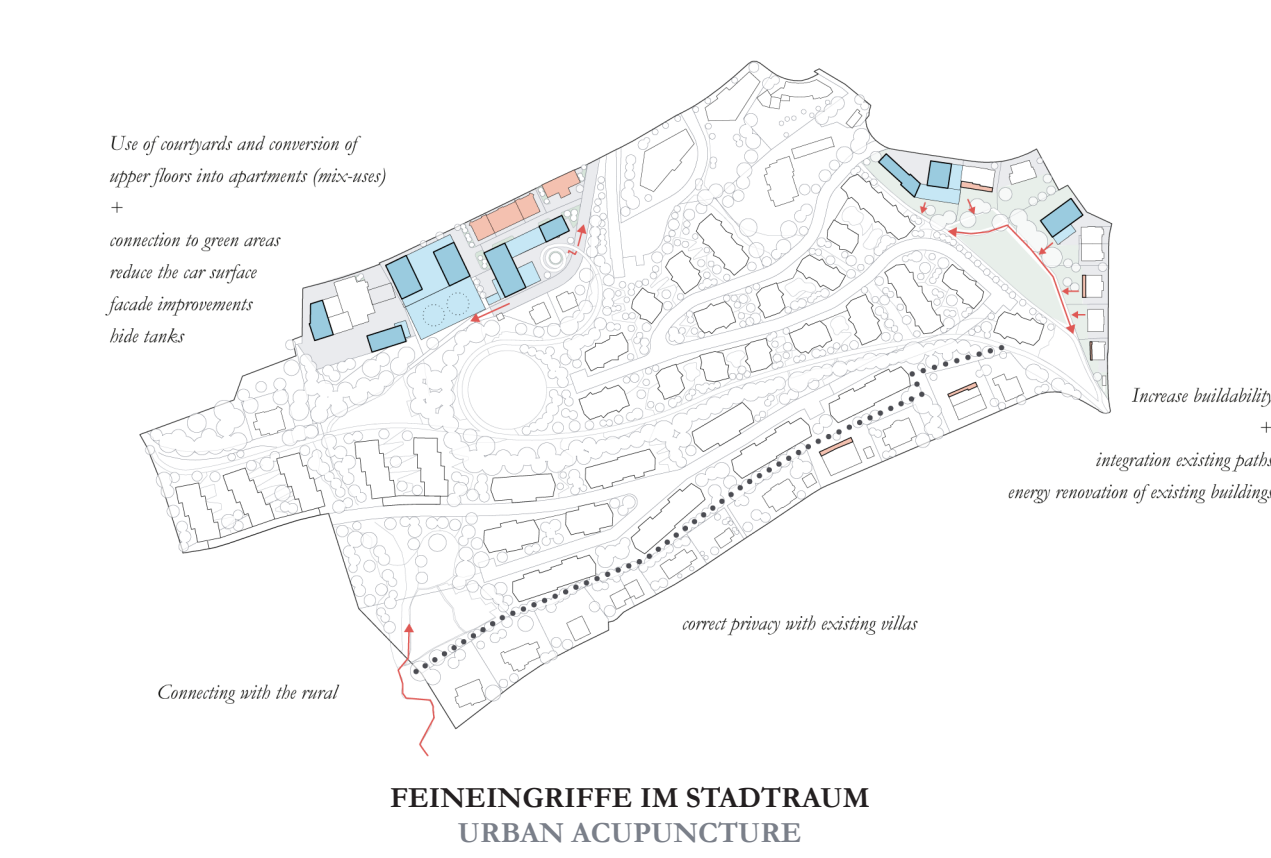 Use of courtyards and conversion of
upper floors into apartments (mix-uses)
+
connection to green areas
reduce the car surface
facade improvements
hide tanks
Increase buildability
+
integration existing paths
energy renovation of existing buildings
correct privacy with existing villas
Connecting with the rural
FEINEINGRIFFE IM STADTRAUM
URBAN ACUPUNCTURE